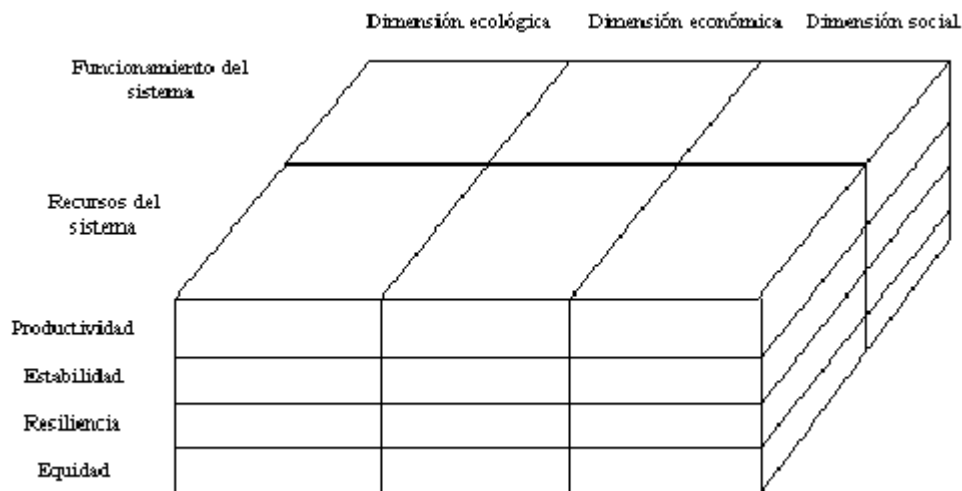 Dimensión ecológica Dimensión económica Dimensión social
Funcionamiento del
sistema
Recursos del
sistema
Productividad
Estabilidad
Resiliencia
Equidad